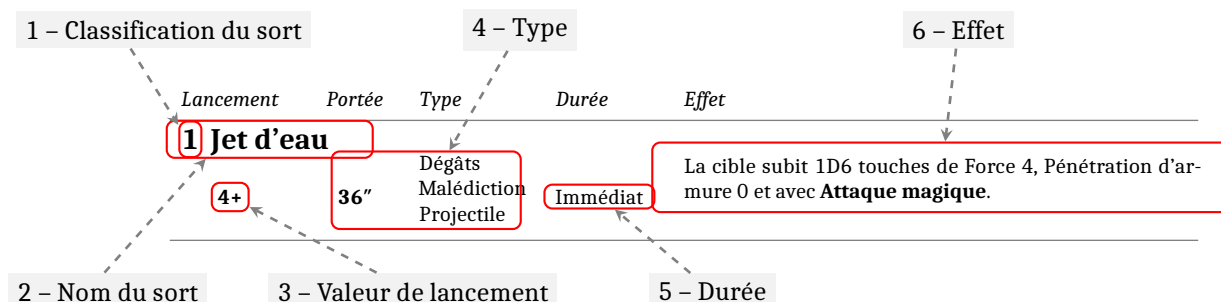 1 – Classification du sort
4 – Type
6 – Effet
Lancement Portée Type Durée Effet
1 Jet d'eau
4+
36″
Dégâts
Malédiction
Projectile
Immédiat
La cible subit 1D6 touches de Force 4, Pénétration d'ar-
mure 0 et avec Attaque magique.
2 – Nom du sort
3 – Valeur de lancement
5 – Durée